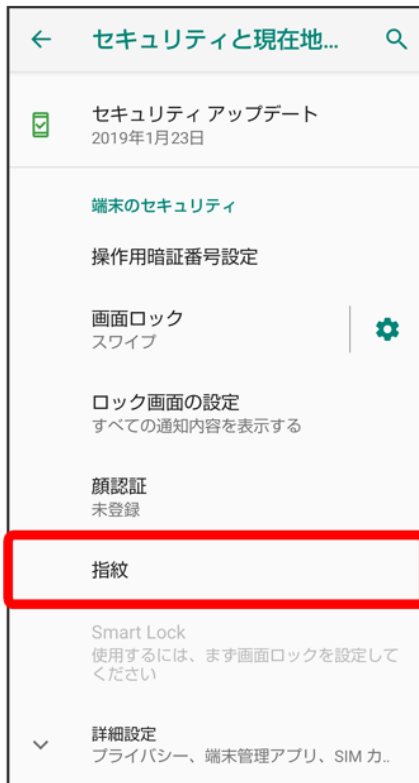 セキュリティと現在地...
セキュリティ アップデート
2019年1月23日
端末のセキュリティ
操作用暗証番号設定
画面ロック
スワイプ
ロック画面の設定
すべての通知内容を表示する
顔認証
未登録
指紋
Smart Lock
使用するには、まず画面ロックを設定して
ください
詳細設定
プライバシー、端末管理アプリ、SIM カ..